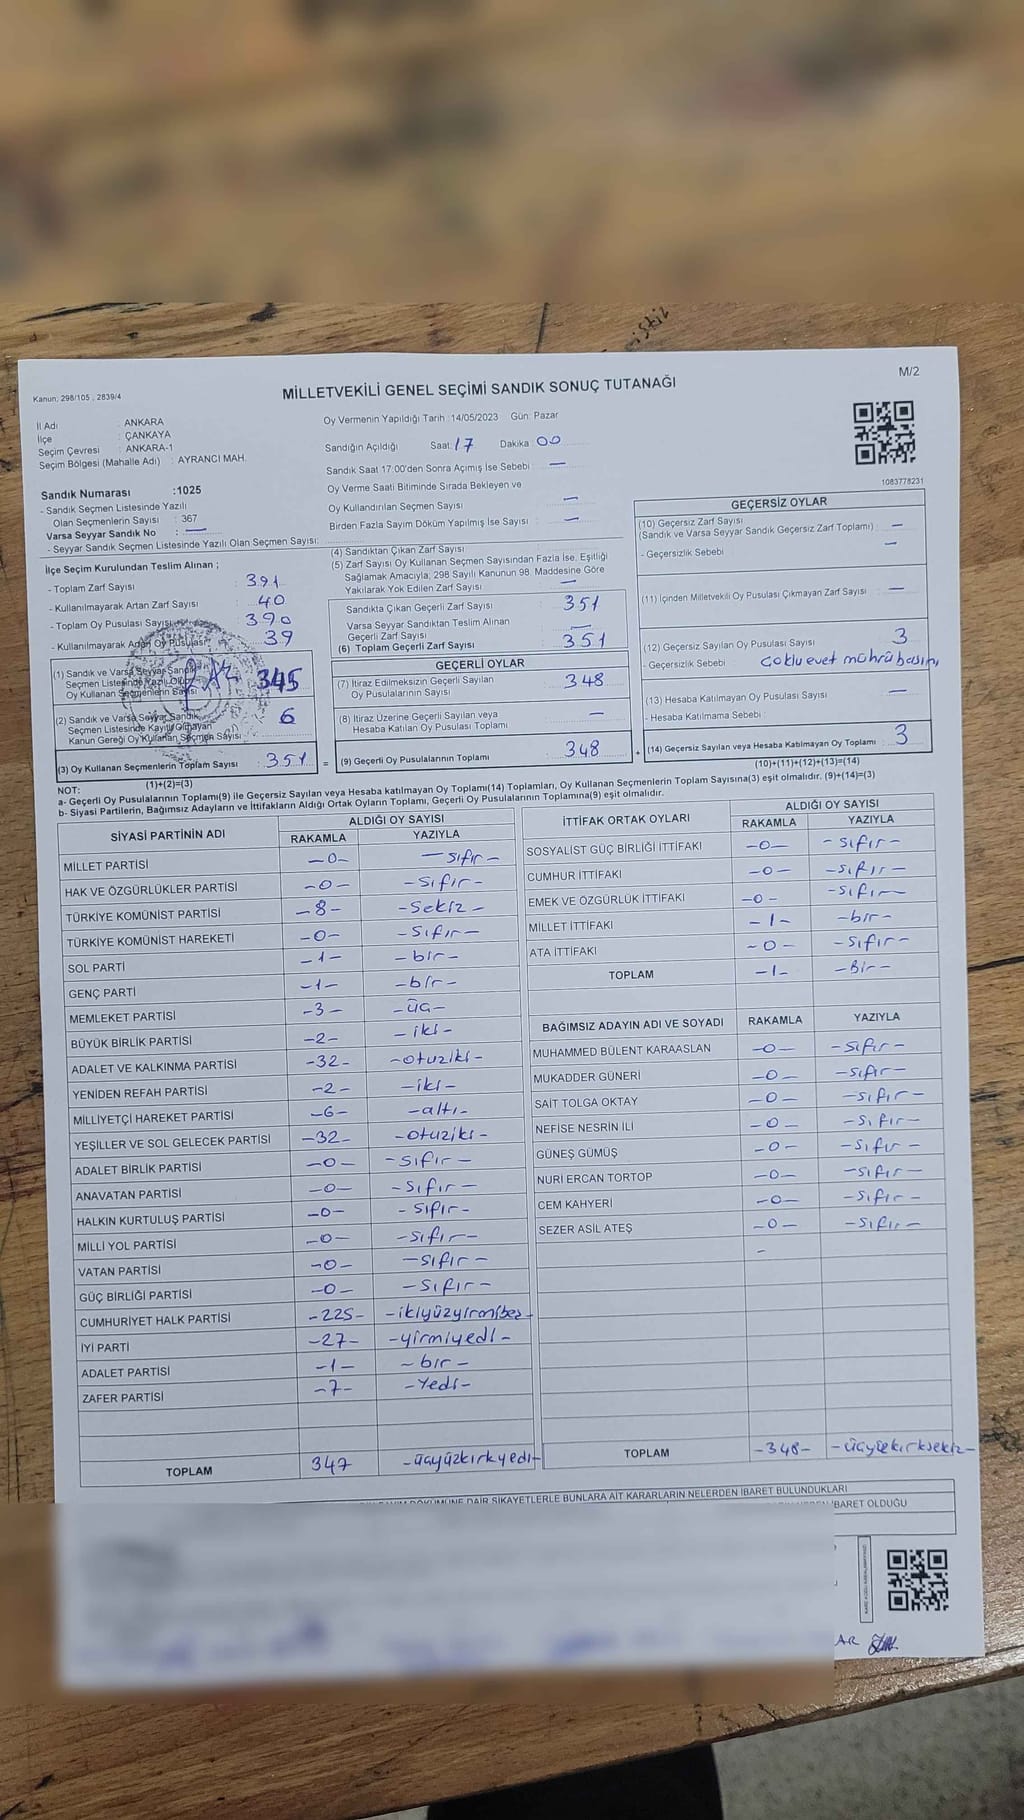 M/2
MİLLETVEKİLİ GENEL SEÇİMİ SANDIK SONUÇ TUTANAĞI
Kanun; 298/105 , 2839/4
İl Adı : ANKARA
İlçe : ÇANKAYA
Seçim Çevresi : ANKARA-1
Seçim Bölgesi (Mahalle Adı) : AYRANCI MAH.
Oy Vermenin Yapıldığı Tarih :14/05/2023 Gün: Pazar
Sandığın Açıldığı Saat: 17 Dakika 00
Sandık Saat 17:00'den Sonra Açımış İse Sebebi : —
Oy Verme Saati Bitiminde Sırada Bekleyen ve
Oy Kullandırılan Seçmen Sayısı : —
Birden Fazla Sayım Döküm Yapılmış İse Sayısı : —
1083778231
Sandık Numarası :1025
- Sandık Seçmen Listesinde Yazılı
Olan Seçmenlerin Sayısı : 367
Varsa Seyyar Sandık No : —
- Seyyar Sandık Seçmen Listesinde Yazılı Olan Seçmen Sayısı:
İlçe Seçim Kurulundan Teslim Alınan ;
- Toplam Zarf Sayısı : 391
- Kullanılmayarak Artan Zarf Sayısı : 40
- Toplam Oy Pusulası Sayısı : 390
- Kullanılmayarak Artan Oy Pusulası : 39
(1) Sandık ve Varsa Seyyar Sandık
Seçmen Listesinde Yazılı Olup
Oy Kullanan Seçmenlerin Sayısı 345
(2) Sandık ve Varsa Seyyar Sandık
Seçmen Listesinde Kayıtlı Olmayan
Kanun Gereği Oy Kullanan Seçmen Sayısı : 6
(3) Oy Kullanan Seçmenlerin Toplam Sayısı : 351
(1)+(2)=(3)
(4) Sandıktan Çıkan Zarf Sayısı
(5) Zarf Sayısı Oy Kullanan Seçmen Sayısından Fazla İse, Eşitliği
Sağlamak Amacıyla; 298 Sayılı Kanunun 98. Maddesine Göre
Yakılarak Yok Edilen Zarf Sayısı : —
Sandıkta Çıkan Geçerli Zarf Sayısı : 351
Varsa Seyyar Sandıktan Teslim Alınan
Geçerli Zarf Sayısı : —
(6) Toplam Geçerli Zarf Sayısı : 351
GEÇERLİ OYLAR
(7) İtiraz Edilmeksizin Geçerli Sayılan
Oy Pusulalarının Sayısı : 348
(8) İtiraz Üzerine Geçerli Sayılan veya
Hesaba Katılan Oy Pusulası Toplamı : —
= (9) Geçerli Oy Pusulalarının Toplamı : 348
GEÇERSİZ OYLAR
(10) Geçersiz Zarf Sayısı
(Sandık ve Varsa Seyyar Sandık Geçersiz Zarf Toplamı) : —
- Geçersizlik Sebebi : —
(11) İçinden Milletvekili Oy Pusulası Çıkmayan Zarf Sayısı : —
(12) Geçersiz Sayılan Oy Pusulası Sayısı : 3
- Geçersizlik Sebebi : Çoklu evet mührü basımı
(13) Hesaba Katılmayan Oy Pusulası Sayısı : —
- Hesaba Katılmama Sebebi :
+ (14) Geçersiz Sayılan veya Hesaba Katılmayan Oy Toplamı : 3
(10)+(11)+(12)+(13)=(14)
NOT:
a- Geçerli Oy Pusulalarının Toplamı(9) ile Geçersiz Sayılan veya Hesaba katılmayan Oy Toplamı(14) Toplamları, Oy Kullanan Seçmenlerin Toplam Sayısına(3) eşit olmalıdır. (9)+(14)=(3)
b- Siyasi Partilerin, Bağımsız Adayların ve İttifakların Aldığı Ortak Oyların Toplamı, Geçerli Oy Pusulalarının Toplamına(9) eşit olmalıdır.
SİYASİ PARTİNİN ADI ALDIĞI OY SAYISI
RAKAMLA YAZIYLA
MİLLET PARTİSİ -0- -sıfır-
HAK VE ÖZGÜRLÜKLER PARTİSİ -0- -sıfır-
TÜRKİYE KOMÜNİST PARTİSİ -8- -sekiz-
TÜRKİYE KOMÜNİST HAREKETİ -0- -sıfır-
SOL PARTİ -1- -bir-
GENÇ PARTİ -1- -bir-
MEMLEKET PARTİSİ -3- -üç-
BÜYÜK BİRLİK PARTİSİ -2- -iki-
ADALET VE KALKINMA PARTİSİ -32- -otuziki-
YENİDEN REFAH PARTİSİ -2- -iki-
MİLLİYETÇİ HAREKET PARTİSİ -6- -altı-
YEŞİLLER VE SOL GELECEK PARTİSİ -32- -otuziki-
ADALET BİRLİK PARTİSİ -0- -sıfır-
ANAVATAN PARTİSİ -0- -sıfır-
HALKIN KURTULUŞ PARTİSİ -0- -sıfır-
MİLLİ YOL PARTİSİ -0- -sıfır-
VATAN PARTİSİ -0- -sıfır-
GÜÇ BİRLİĞİ PARTİSİ -0- -sıfır-
CUMHURİYET HALK PARTİSİ -225- -ikiyüzyirmibeş-
İYİ PARTİ -27- -yirmiyedi-
ADALET PARTİSİ -1- -bir-
ZAFER PARTİSİ -7- -Yedi-
TOPLAM 347 -üçyüzkırkyedi-
İTTİFAK ORTAK OYLARI ALDIĞI OY SAYISI
RAKAMLA YAZIYLA
SOSYALİST GÜÇ BİRLİĞİ İTTİFAKI -0- -sıfır-
CUMHUR İTTİFAKI -0- -sıfır-
EMEK VE ÖZGÜRLÜK İTTİFAKI -0- -sıfır-
MİLLET İTTİFAKI -1- -bir-
ATA İTTİFAKI -0- -sıfır-
TOPLAM -1- -Bir-
BAĞIMSIZ ADAYIN ADI VE SOYADI RAKAMLA YAZIYLA
MUHAMMED BÜLENT KARAASLAN -0- -sıfır-
MUKADDER GÜNERİ -0- -sıfır-
SAİT TOLGA OKTAY -0- -sıfır-
NEFİSE NESRİN İLİ -0- -sıfır-
GÜNEŞ GÜMÜŞ -0- -sıfır-
NURİ ERCAN TORTOP -0- -sıfır-
CEM KAHYERİ -0- -sıfır-
SEZER ASİL ATEŞ -0- -sıfır-
-
TOPLAM -348- -üçyüzkırksekiz-
DÖKÜMÜNE DAİR ŞİKAYETLERLE BUNLARA AİT KARARLARIN NELERDEN İBARET BULUNDUKLARI
İBARET OLDUĞU